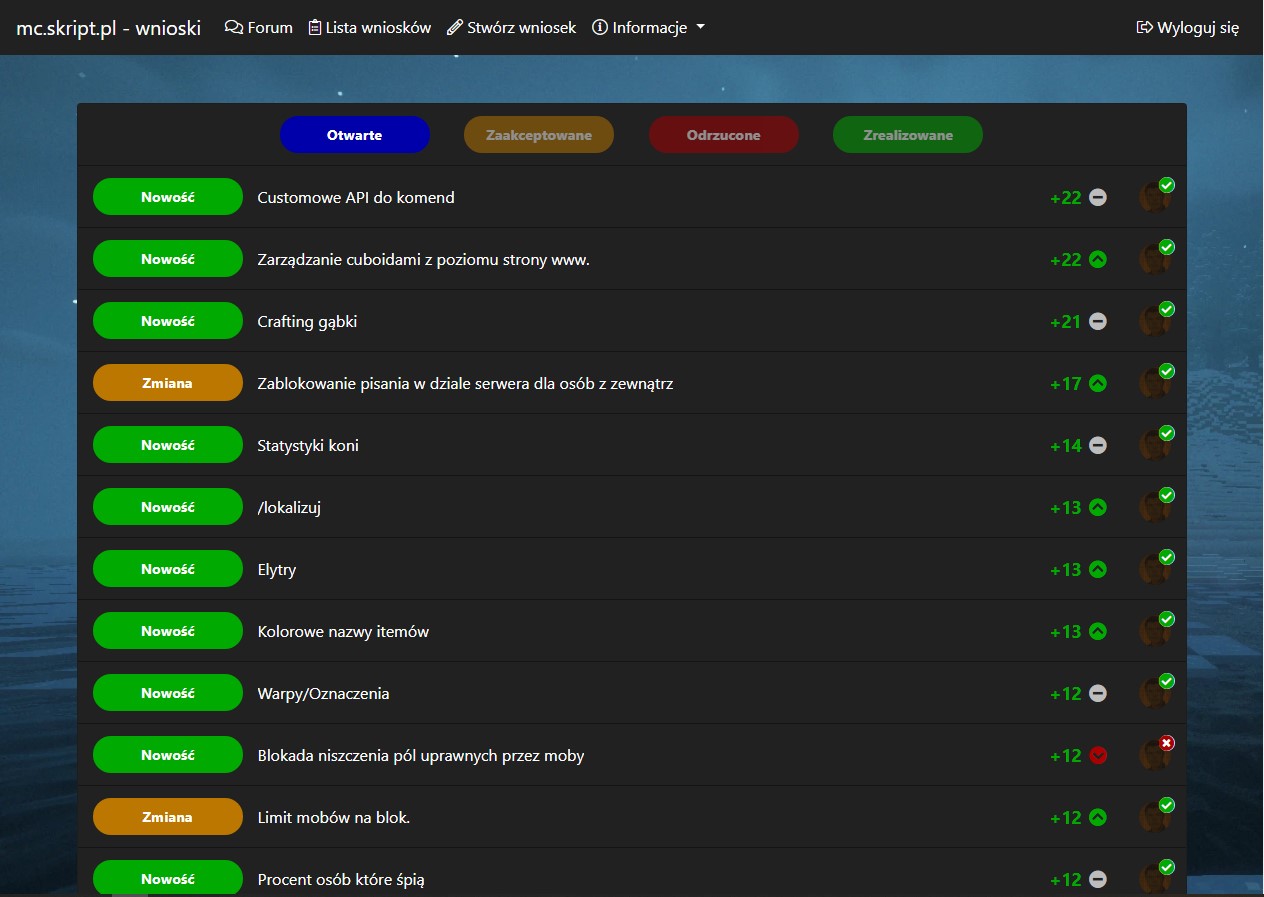 mc.skript.pl - wnioski Forum Lista wniosków Stwórz wniosek Informacje Wyloguj się
Otwarte Zaakceptowane Odrzucone Zrealizowane
Nowość Customowe API do komend +22
Nowość Zarządzanie cuboidami z poziomu strony www. +22
Nowość Crafting gąbki +21
Zmiana Zablokowanie pisania w dziale serwera dla osób z zewnątrz +17
Nowość Statystyki koni +14
Nowość /lokalizuj +13
Nowość Elytry +13
Nowość Kolorowe nazwy itemów +13
Nowość Warpy/Oznaczenia +12
Nowość Blokada niszczenia pól uprawnych przez moby +12
Zmiana Limit mobów na blok. +12
Nowość Procent osób które śpią +12